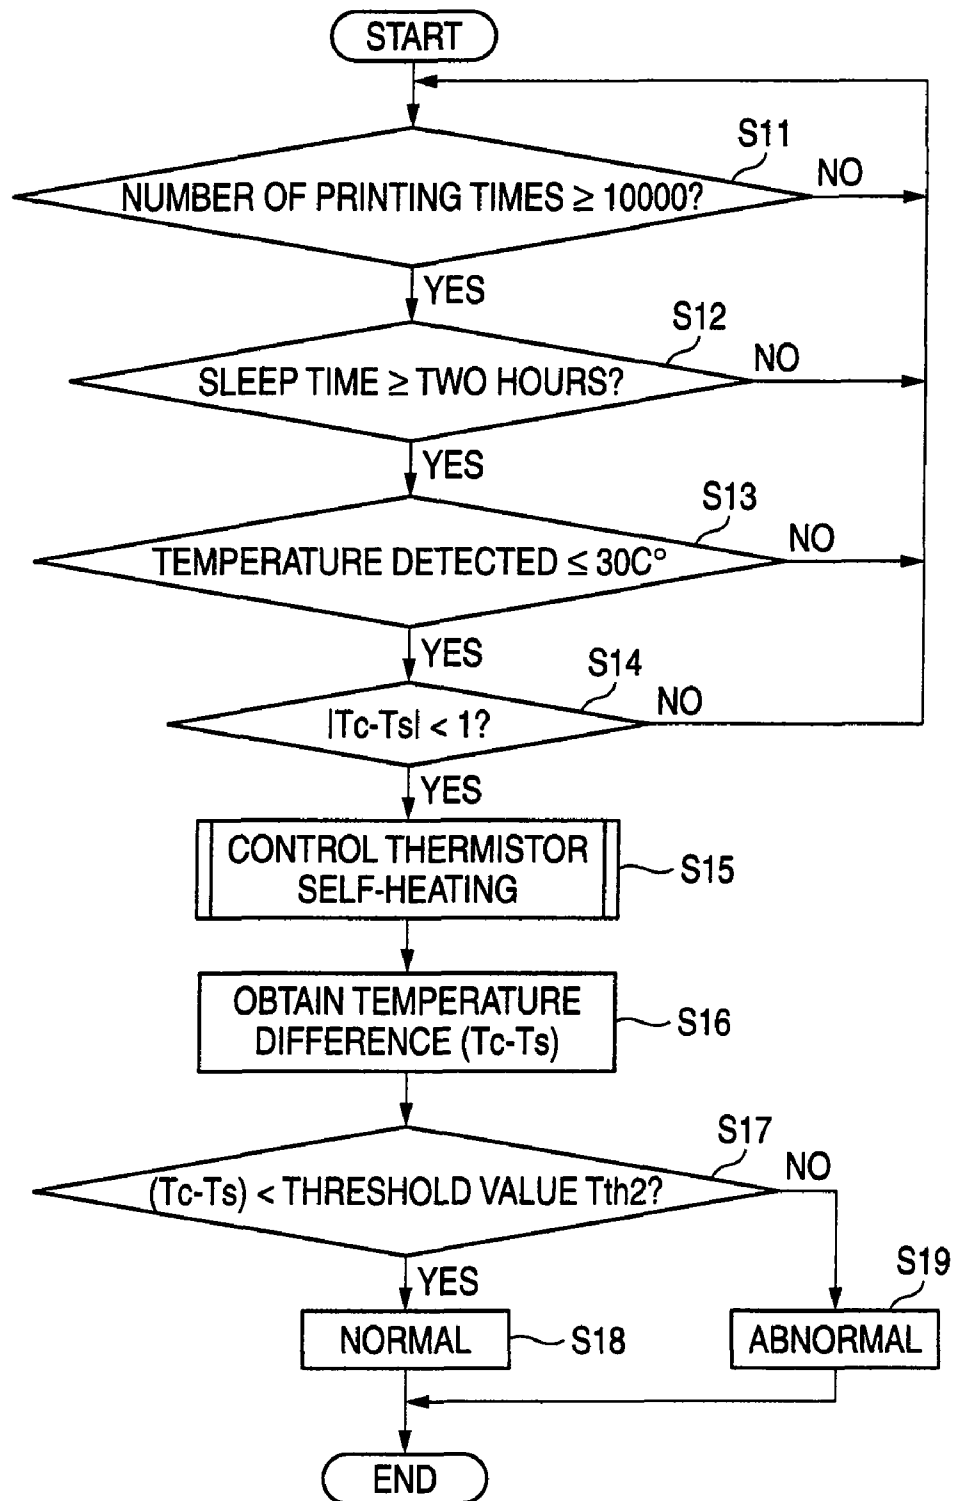 START
S11
NUMBER OF PRINTING TIMES ≥ 10000?
NO
YES
S12
SLEEP TIME ≥ TWO HOURS?
NO
YES
S13
TEMPERATURE DETECTED ≤ 30C°
NO
YES
S14
|Tc-Ts| < 1?
NO
YES
CONTROL THERMISTOR
SELF-HEATING
S15
OBTAIN TEMPERATURE
DIFFERENCE (Tc-Ts)
S16
S17
(Tc-Ts) < THRESHOLD VALUE Tth2?
NO
YES
S19
NORMAL
S18
ABNORMAL
END